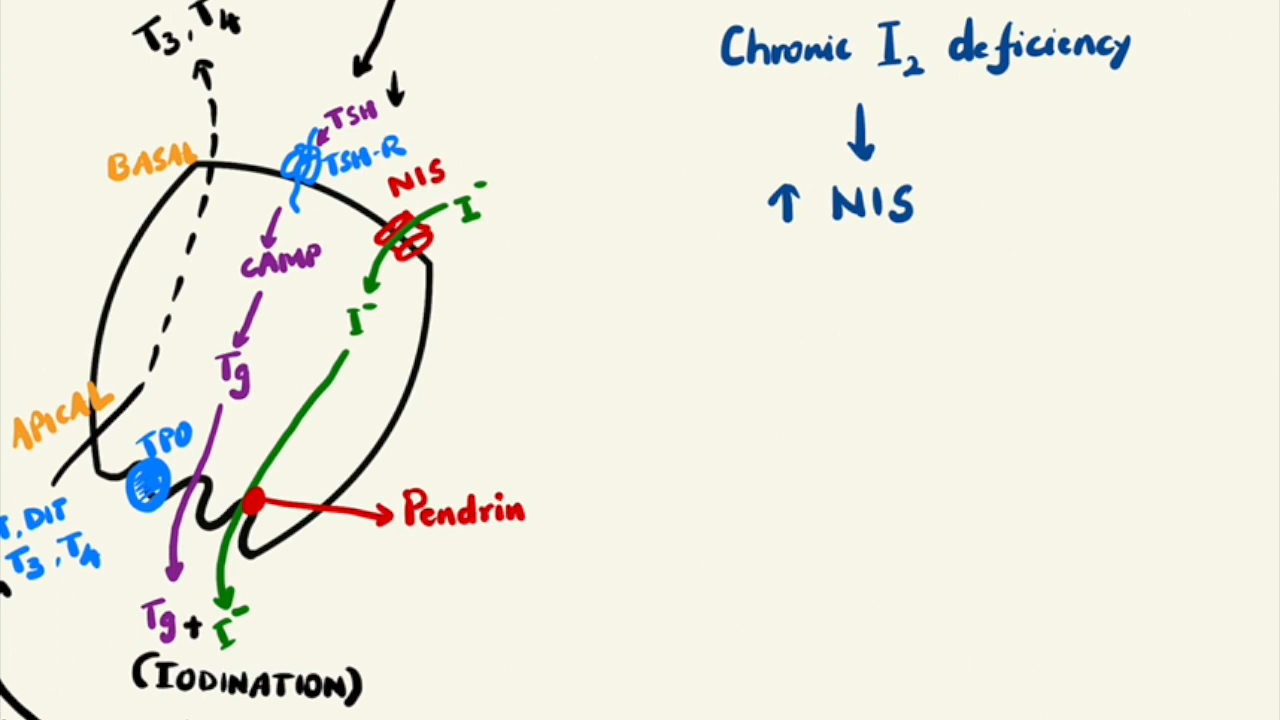 T₃, T₄
Chronic I₂ deficiency
↓
↑ NIS
TSH
TSH-R
BASAL
NIS
I⁻
cAMP
I⁻
Tg
APICAL
TPO
T, DIT
T₃, T₄
Pendrin
Tg + I⁻
(IODINATION)